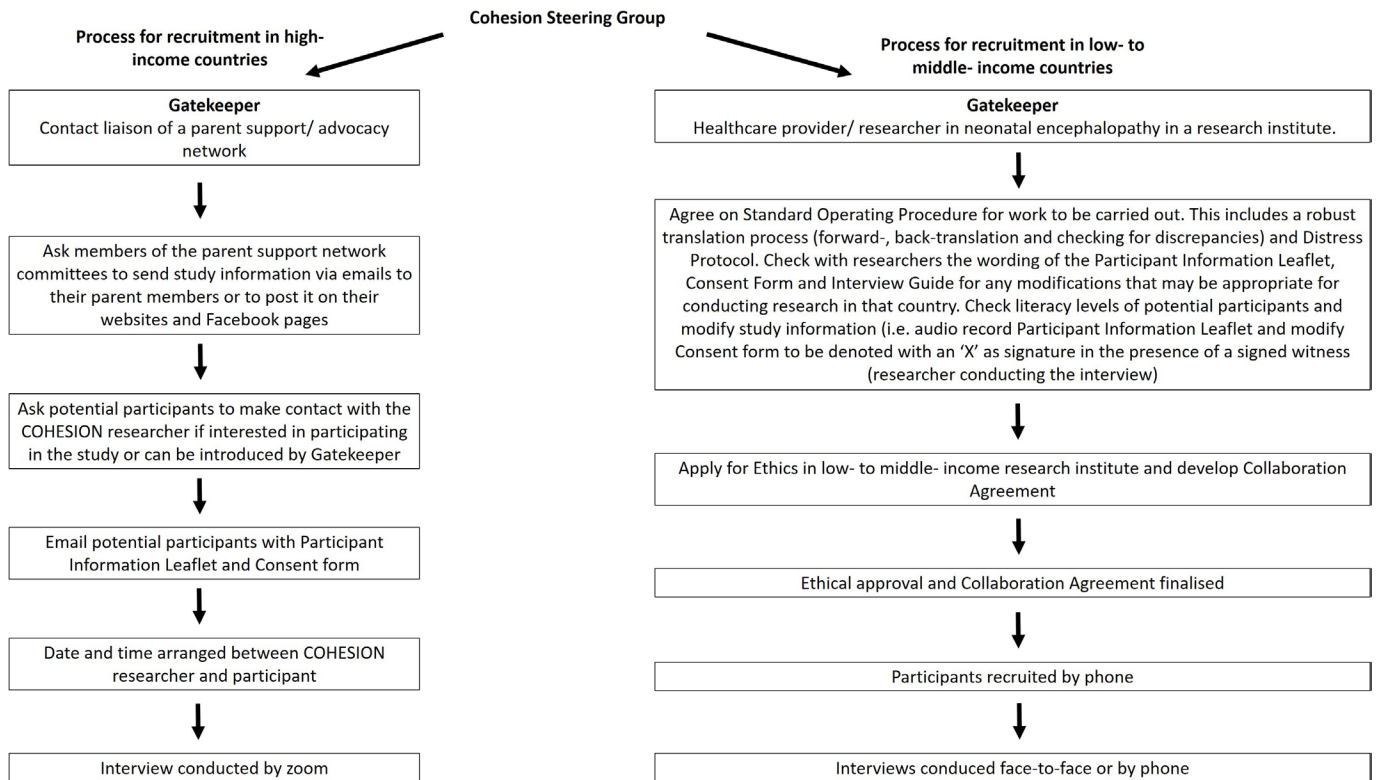 Cohesion Steering Group
Process for recruitment in high-
income countries
Gatekeeper
Contact liaison of a parent support/ advocacy
network
Ask members of the parent support network
committees to send study information via emails to
their parent members or to post it on their
websites and Facebook pages
Ask potential participants to make contact with the
COHESION researcher if interested in participating
in the study or can be introduced by Gatekeeper
Email potential participants with Participant
Information Leaflet and Consent form
Date and time arranged between COHESION
researcher and participant
Interview conducted by zoom
Process for recruitment in low- to
middle- income countries
Gatekeeper
Healthcare provider/ researcher in neonatal encephalopathy in a research institute.
Agree on Standard Operating Procedure for work to be carried out. This includes a robust
translation process (forward-, back-translation and checking for discrepancies) and Distress
Protocol. Check with researchers the wording of the Participant Information Leaflet,
Consent Form and Interview Guide for any modifications that may be appropriate for
conducting research in that country. Check literacy levels of potential participants and
modify study information (i.e. audio record Participant Information Leaflet and modify
Consent form to be denoted with an ‘X’ as signature in the presence of a signed witness
(researcher conducting the interview)
Apply for Ethics in low- to middle- income research institute and develop Collaboration
Agreement
Ethical approval and Collaboration Agreement finalised
Participants recruited by phone
Interviews conduced face-to-face or by phone